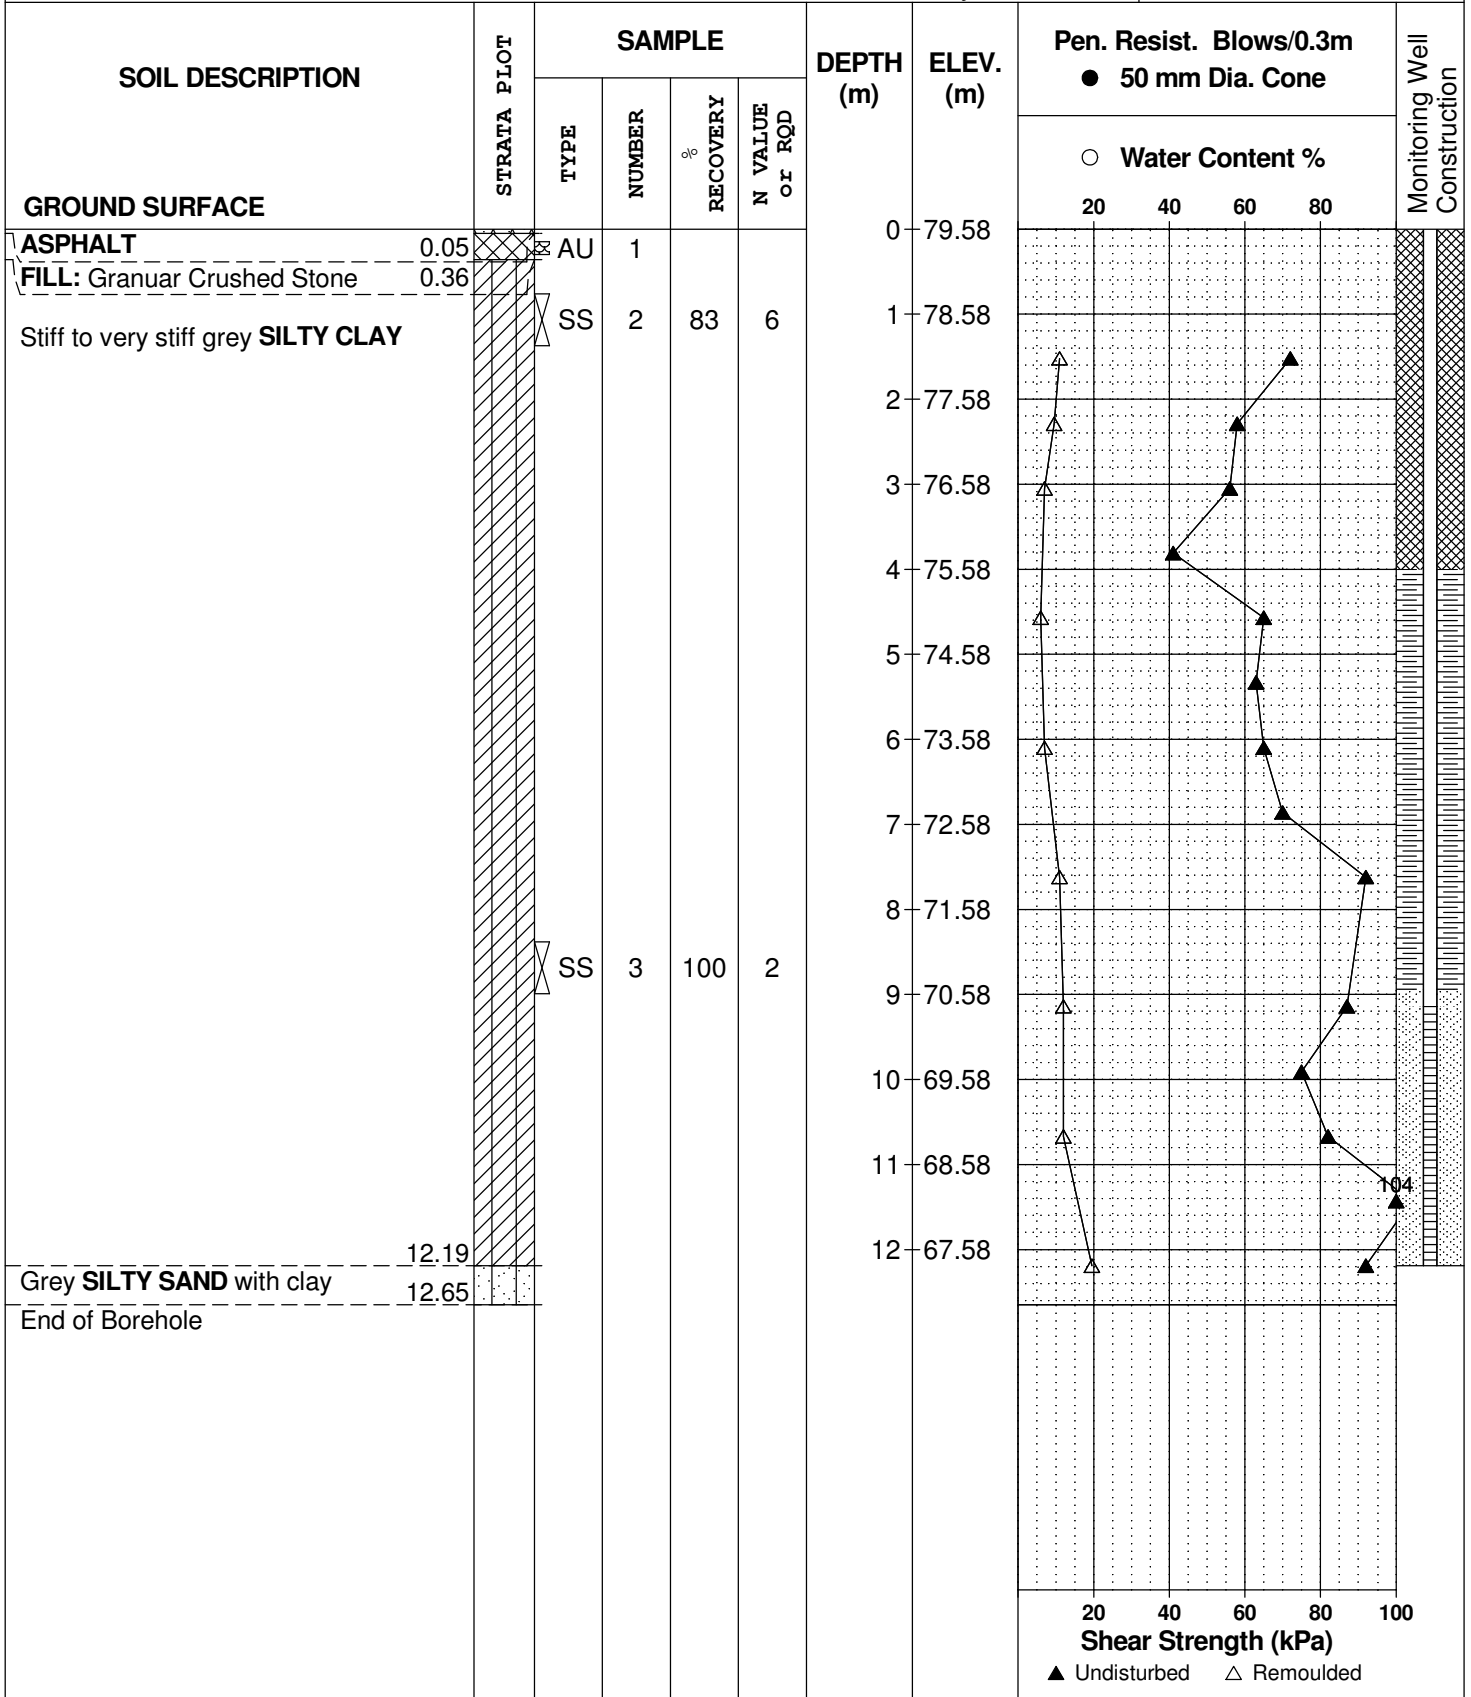 SOIL DESCRIPTION
GROUND SURFACE
STRATA PLOT
SAMPLE
TYPE
NUMBER
% RECOVERY
N VALUE or RQD
DEPTH (m)
ELEV. (m)
Pen. Resist. Blows/0.3m
● 50 mm Dia. Cone
○ Water Content %
20 40 60 80
Monitoring Well Construction
ASPHALT 0.05
FILL: Granuar Crushed Stone 0.36
Stiff to very stiff grey SILTY CLAY
12.19
Grey SILTY SAND with clay
12.65
End of Borehole
AU 1
SS 2 83 6
SS 3 100 2
0 79.58
1 78.58
2 77.58
3 76.58
4 75.58
5 74.58
6 73.58
7 72.58
8 71.58
9 70.58
10 69.58
11 68.58
12 67.58
104
20 40 60 80 100
Shear Strength (kPa)
▲ Undisturbed △ Remoulded